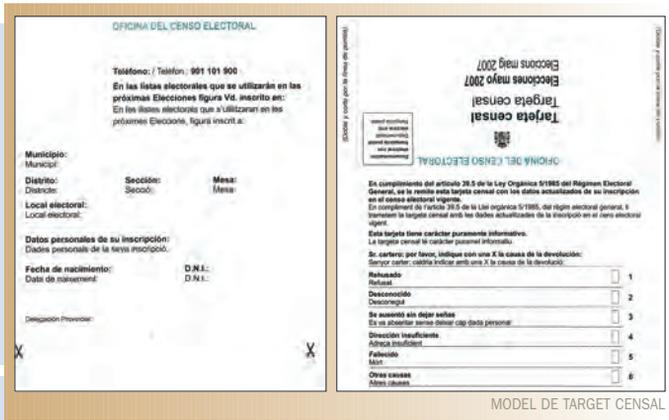 OFICINA DEL CENSO ELECTORAL
Teléfono: / Telèfon.: 901 101 900
En las listas electorales que se utilizarán en las
próximas Elecciones figura Vd. inscrito en:
En les llistes electorals que s'utilitzaran en les
pròximes Eleccions, figura inscrit a:
Municipio:
Municipi:
Distrito: Sección: Mesa:
Districte: Secció: Mesa:
Local electoral:
Local electoral:
Datos personales de su inscripción:
Dades personals de la seva inscripció.
Fecha de nacimiento: D.N.I.:
Data de naixement: D.N.I.:
Delegación Provincial:
Elecciones mayo 2007
Eleccions maig 2007
Tarjeta censal
Targeta censal
OFICINA DEL CENSO ELECTORAL
En cumplimiento del artículo 39.5 de la Ley Orgánica 5/1985 del Régimen Electoral
General, se le remite esta tarjeta censal con los datos actualizados de su inscripción
en el censo electoral vigente.
En compliment de l'article 39.5 de la Llei orgànica 5/1985, del règim electoral general, li
trametem la targeta censal amb les dades actualitzades de la inscripció en el cens electoral
vigent.
Esta tarjeta tiene carácter puramente informativo.
La targeta censal té caràcter purament informatiu.
Sr. cartero: por favor, indique con una X la causa de la devolución:
Senyor carter: caldria indicar amb una X la causa de la devolució:
Rehusado 1
Refusat
Desconocido 2
Desconegut
Se ausentó sin dejar señas 3
Es va absentar sense deixar cap dada personal
Dirección insuficiente 4
Adreça insuficient
Fallecido 5
Mort
Otras causas 6
Altres causes
MODEL DE TARGET CENSAL